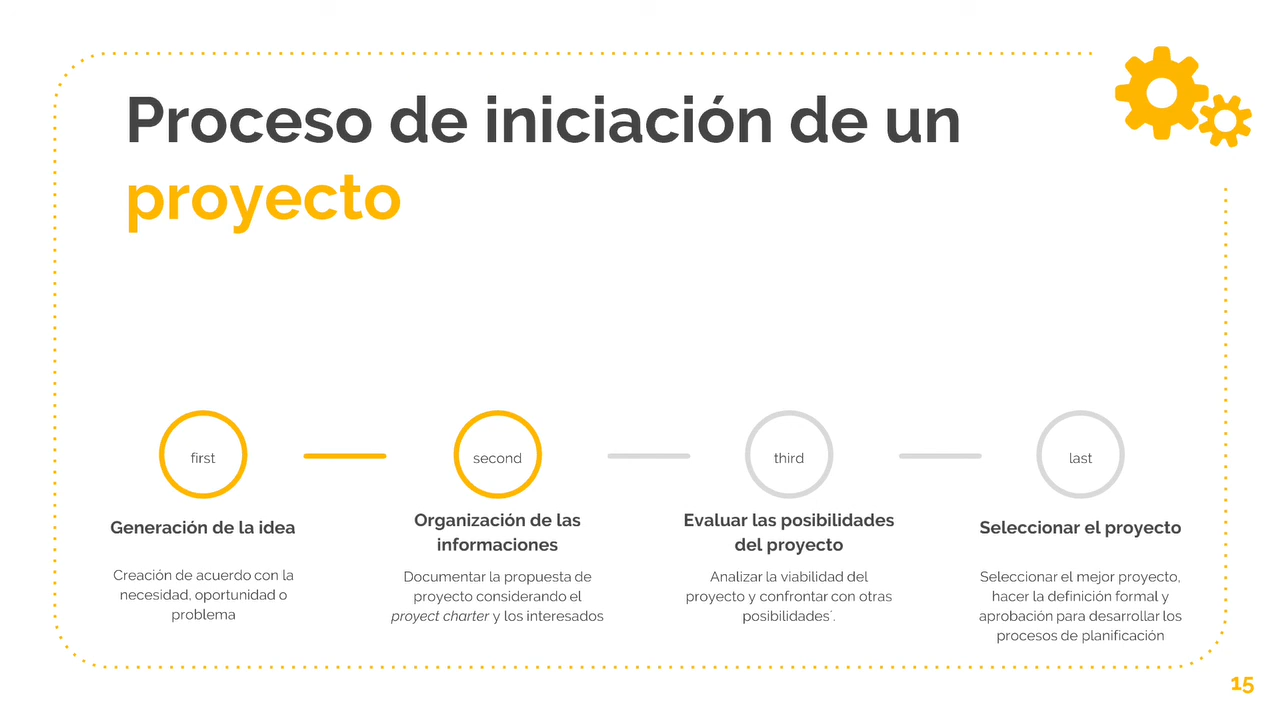 Proceso de iniciación de un
proyecto
first
second
third
last
Generación de la idea
Creación de acuerdo con la
necesidad, oportunidad o
problema
Organización de las
informaciones
Documentar la propuesta de
proyecto considerando el
proyect charter y los interesados
Evaluar las posibilidades
del proyecto
Analizar la viabilidad del
proyecto y confrontar con otras
posibilidades´.
Seleccionar el proyecto
Seleccionar el mejor proyecto,
hacer la definición formal y
aprobación para desarrollar los
procesos de planificación
15